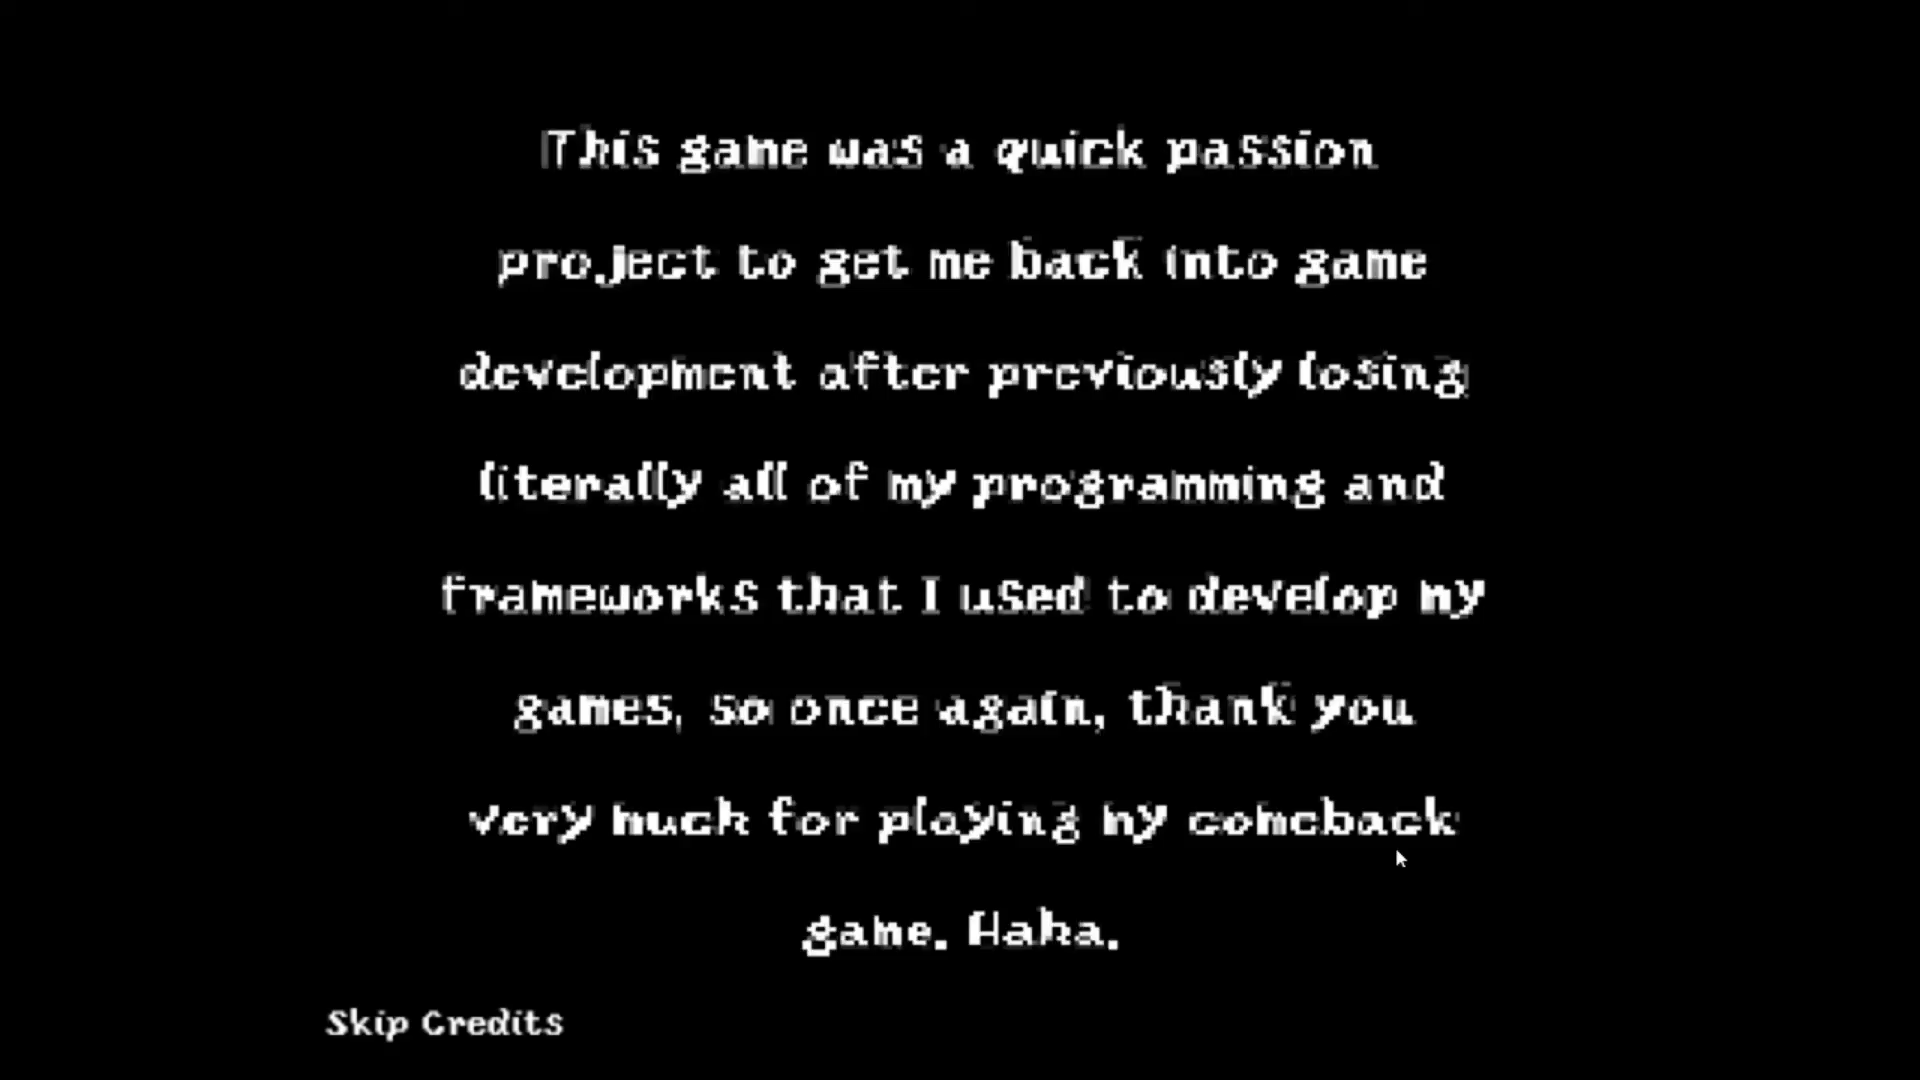 This game was a quick passion
project to get me back into game
development after previously losing
literally all of my programming and
frameworks that I used to develop my
games, so once again, thank you
very much for playing my comeback
game. Haha.
Skip Credits